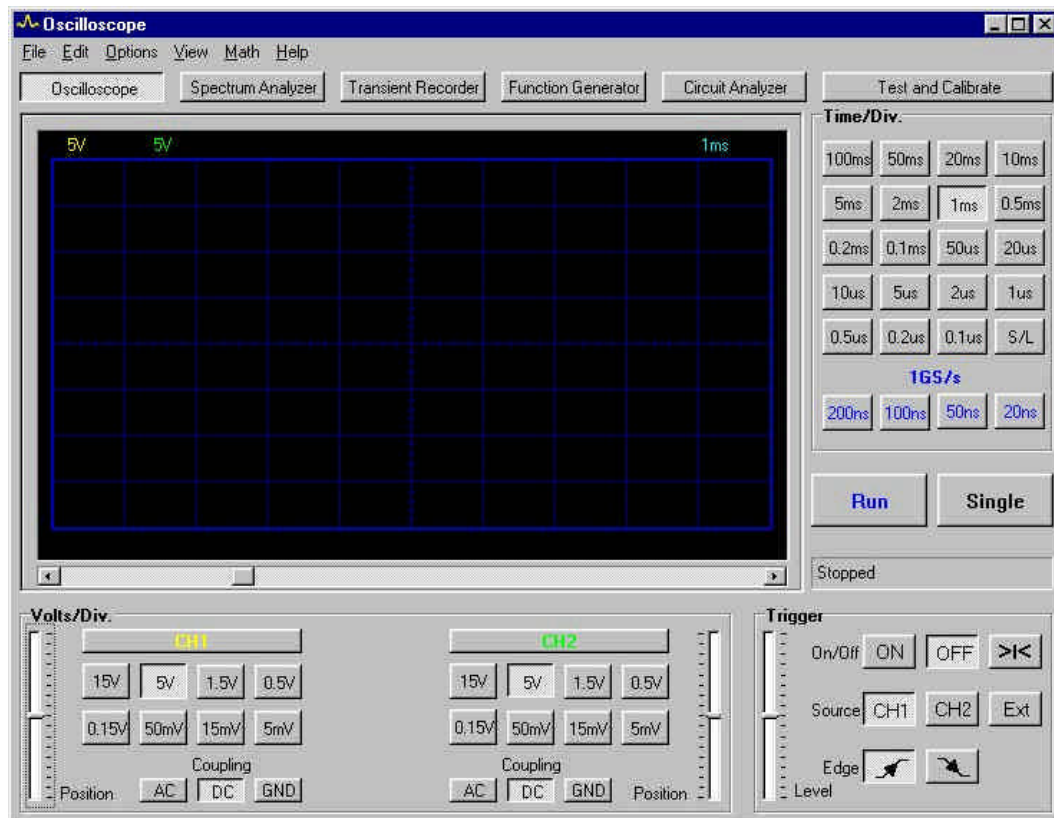 Oscilloscope
File Edit Options View Math Help
Oscilloscope Spectrum Analyzer Transient Recorder Function Generator Circuit Analyzer Test and Calibrate
5V 5V 1ms
Time/Div.
100ms 50ms 20ms 10ms
5ms 2ms 1ms 0.5ms
0.2ms 0.1ms 50us 20us
10us 5us 2us 1us
0.5us 0.2us 0.1us S/L
1GS/s
200ns 100ns 50ns 20ns
Run Single
Stopped
Volts/Div.
CH1
15V 5V 1.5V 0.5V
0.15V 50mV 15mV 5mV
Coupling
Position AC DC GND
CH2
15V 5V 1.5V 0.5V
0.15V 50mV 15mV 5mV
Coupling
AC DC GND Position
Trigger
On/Off ON OFF >I<
Source CH1 CH2 Ext
Edge
Level